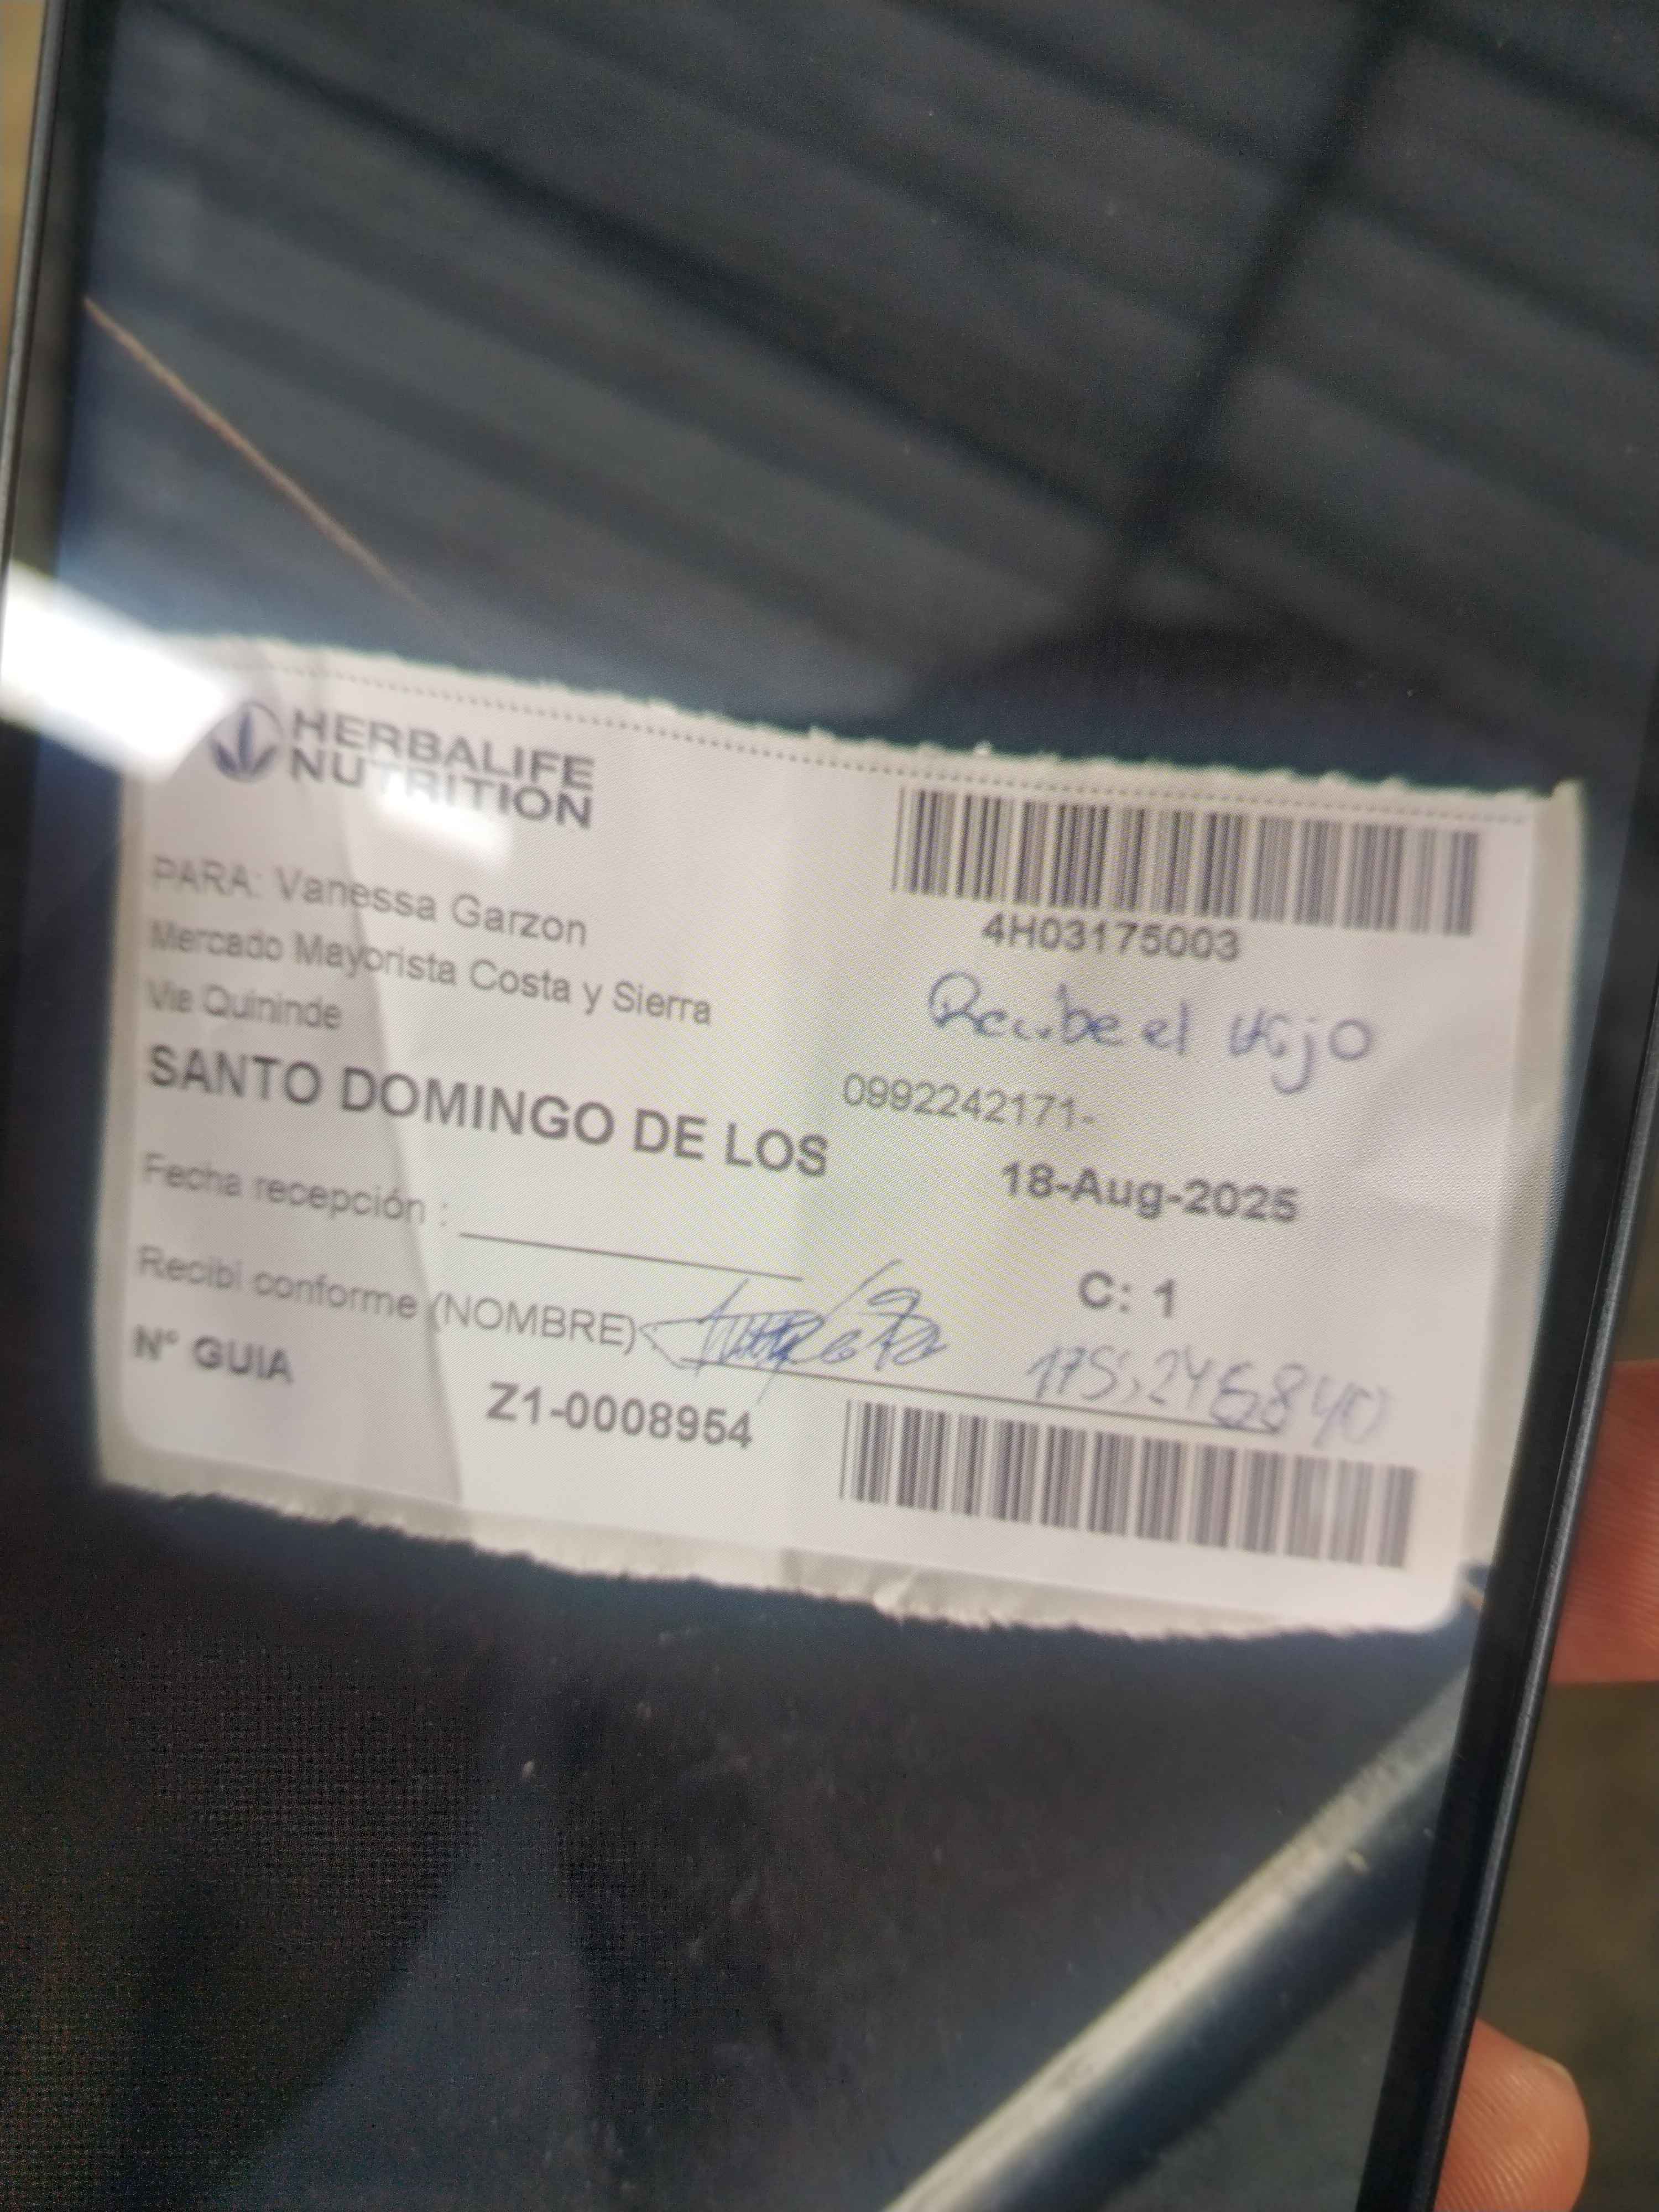 HERBALIFE
NUTRITION
4H03175003
PARA: Vanessa Garzon
Mercado Mayorista Costa y Sierra
Via Quininde
Recibe el Hijo
SANTO DOMINGO DE LOS
0992242171-
18-Aug-2025
Fecha recepción :
C: 1
Recibi conforme (NOMBRE):
N° GUIA
Z1-0008954